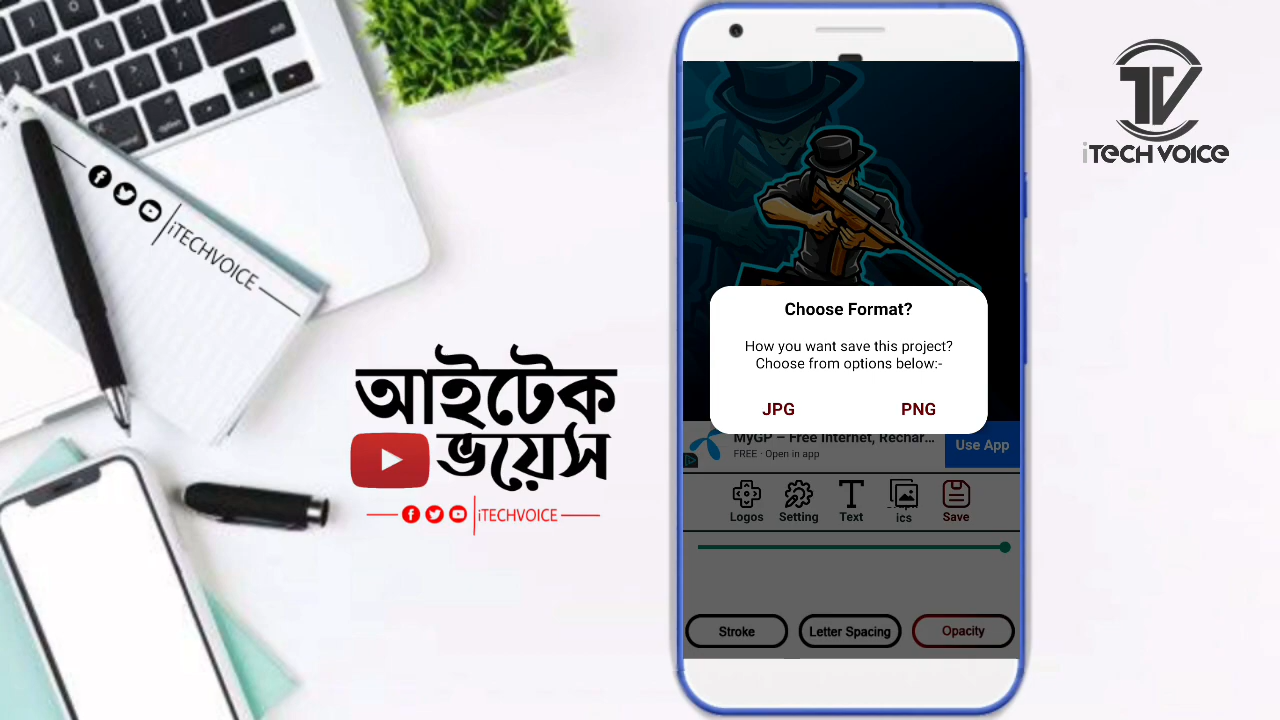 iTECHVOICE
আইটেক
ভয়েস
iTECHVOICE
TV
iTECH VOICE
Choose Format?
How you want save this project?
Choose from options below:-
JPG
PNG
MyGP – Free Internet, Rechar...
FREE · Open in app
Use App
Logos
Setting
Text
ics
Save
Stroke
Letter Spacing
Opacity